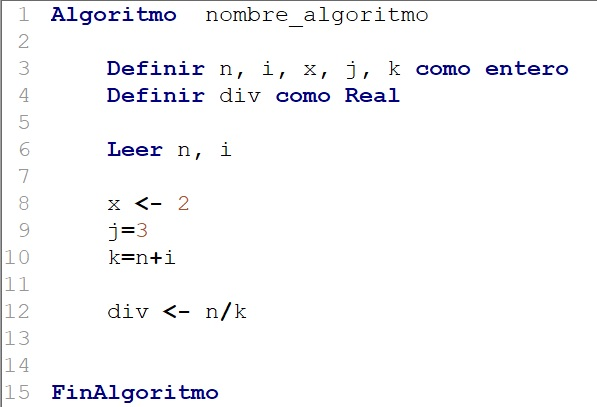 1 Algoritmo nombre_algoritmo
2
3 Definir n, i, x, j, k como entero
4 Definir div como Real
5
6 Leer n, i
7
8 x <- 2
9 j=3
10 k=n+i
11
12 div <- n/k
13
14
15 FinAlgoritmo